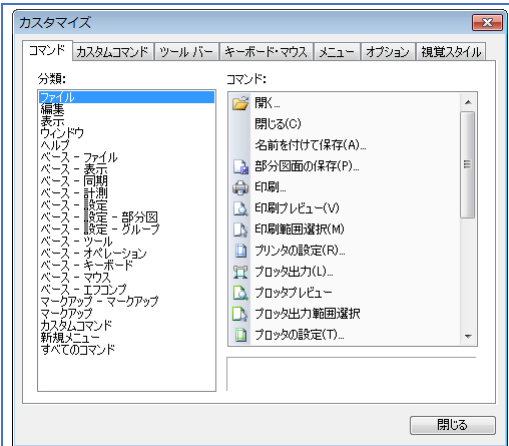 カスタマイズ
コマンド カスタムコマンド ツール バー キーボード・マウス メニュー オプション 視覚スタイル
分類:
ファイル
編集
表示
ウィンドウ
ヘルプ
ベース - ファイル
ベース - 表示
ベース - 同期
ベース - 計測
ベース - 設定
ベース - 設定 - 部分図
ベース - 設定 - グループ
ベース - ツール
ベース - オペレーション
ベース - キーボード
ベース - マウス
ベース - エフコンプ
マークアップ - マークアップ
マークアップ
カスタムコマンド
新規メニュー
すべてのコマンド
コマンド:
開く...
閉じる(C)
名前を付けて保存(A)...
部分図面の保存(P)...
印刷...
印刷プレビュー(V)
印刷範囲選択(M)
プリンタの設定(R)...
プロッタ出力(L)...
プロッタプレビュー
プロッタ出力範囲選択
プロッタの設定(T)...
閉じる